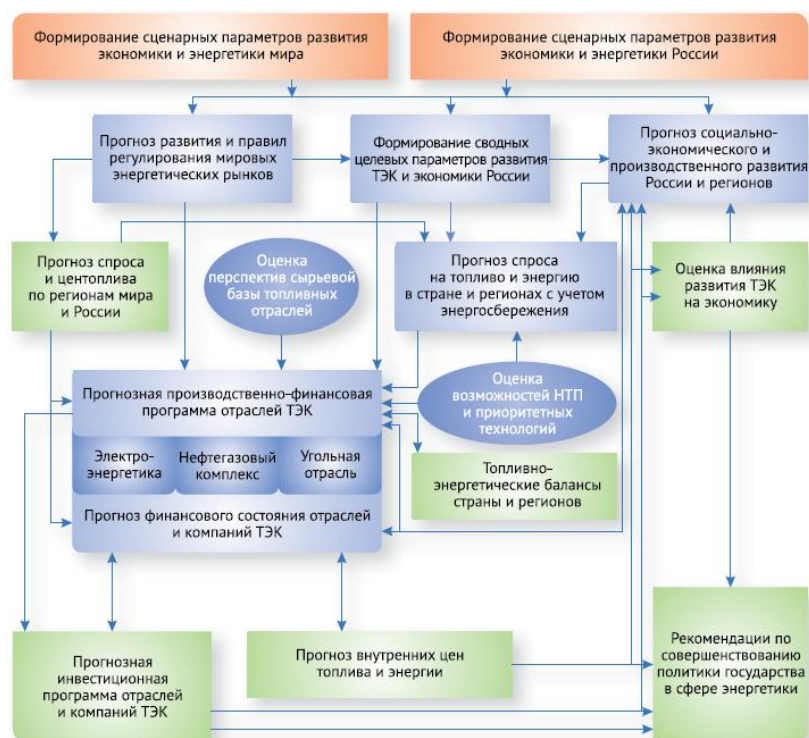 Формирование сценарных параметров развития
экономики и энергетики мира
Формирование сценарных параметров развития
экономики и энергетики России
Прогноз развития и правил
регулирования мировых
энергетических рынков
Формирование сводных
целевых параметров развития
ТЭК и экономики России
Прогноз социально-
экономического и
производственного развития
России и регионов
Прогноз спроса
и центоплива
по регионам мира
и России
Оценка
перспектив сырьевой
базы топливных
отраслей
Прогноз спроса
на топливо и энергию
в стране и регионах с учетом
энергосбережения
Оценка влияния
развития ТЭК
на экономику
Прогнозная производственно-финансовая
программа отраслей ТЭК
Оценка
возможностей НТП
и приоритетных
технологий
Электро-
энергетика
Нефтегазовый
комплекс
Угольная
отрасль
Топливно-
энергетические балансы
страны и регионов
Прогноз финансового состояния отраслей
и компаний ТЭК
Прогнозная
инвестиционная
программа отраслей
и компаний ТЭК
Прогноз внутренних цен
топлива и энергии
Рекомендации по
совершенствованию
политики государства
в сфере энергетики